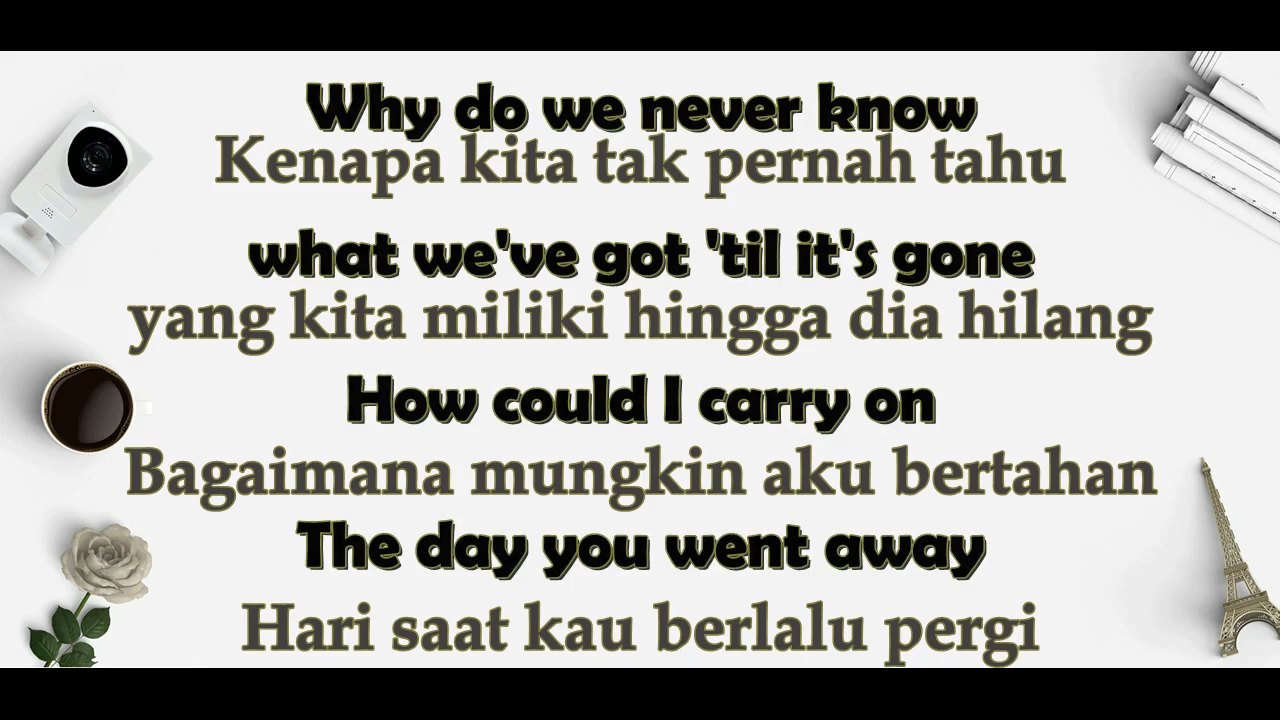 Why do we never know
Kenapa kita tak pernah tahu
what we've got 'til it's gone
yang kita miliki hingga dia hilang
How could I carry on
Bagaimana mungkin aku bertahan
The day you went away
Hari saat kau berlalu pergi